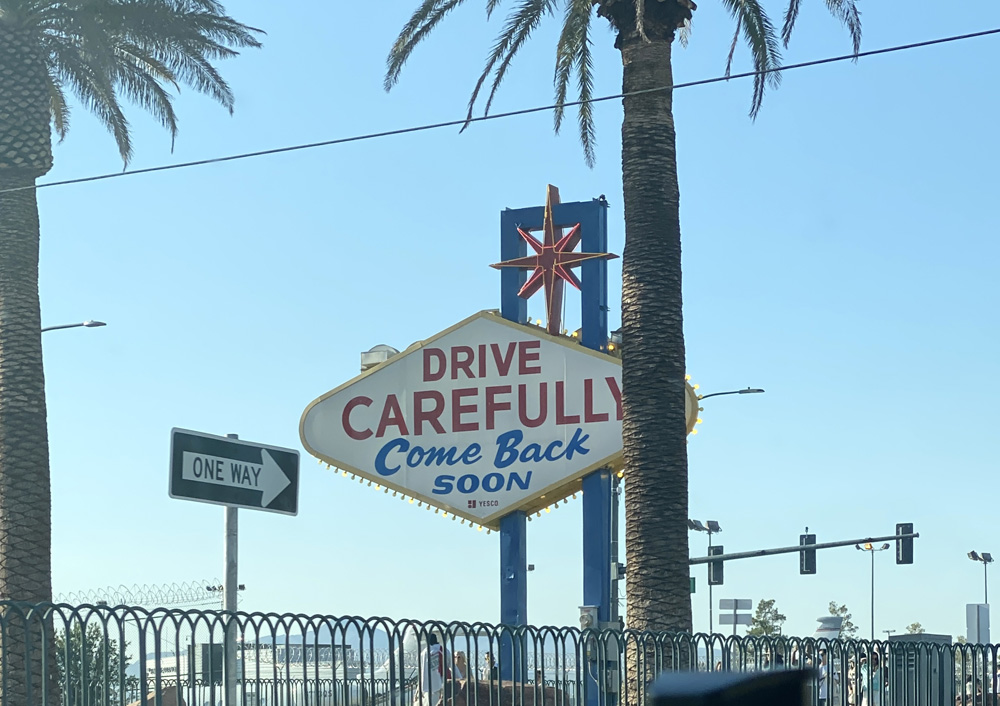 DRIVE
CAREFULLY
Come Back
SOON
YESCO
ONE WAY